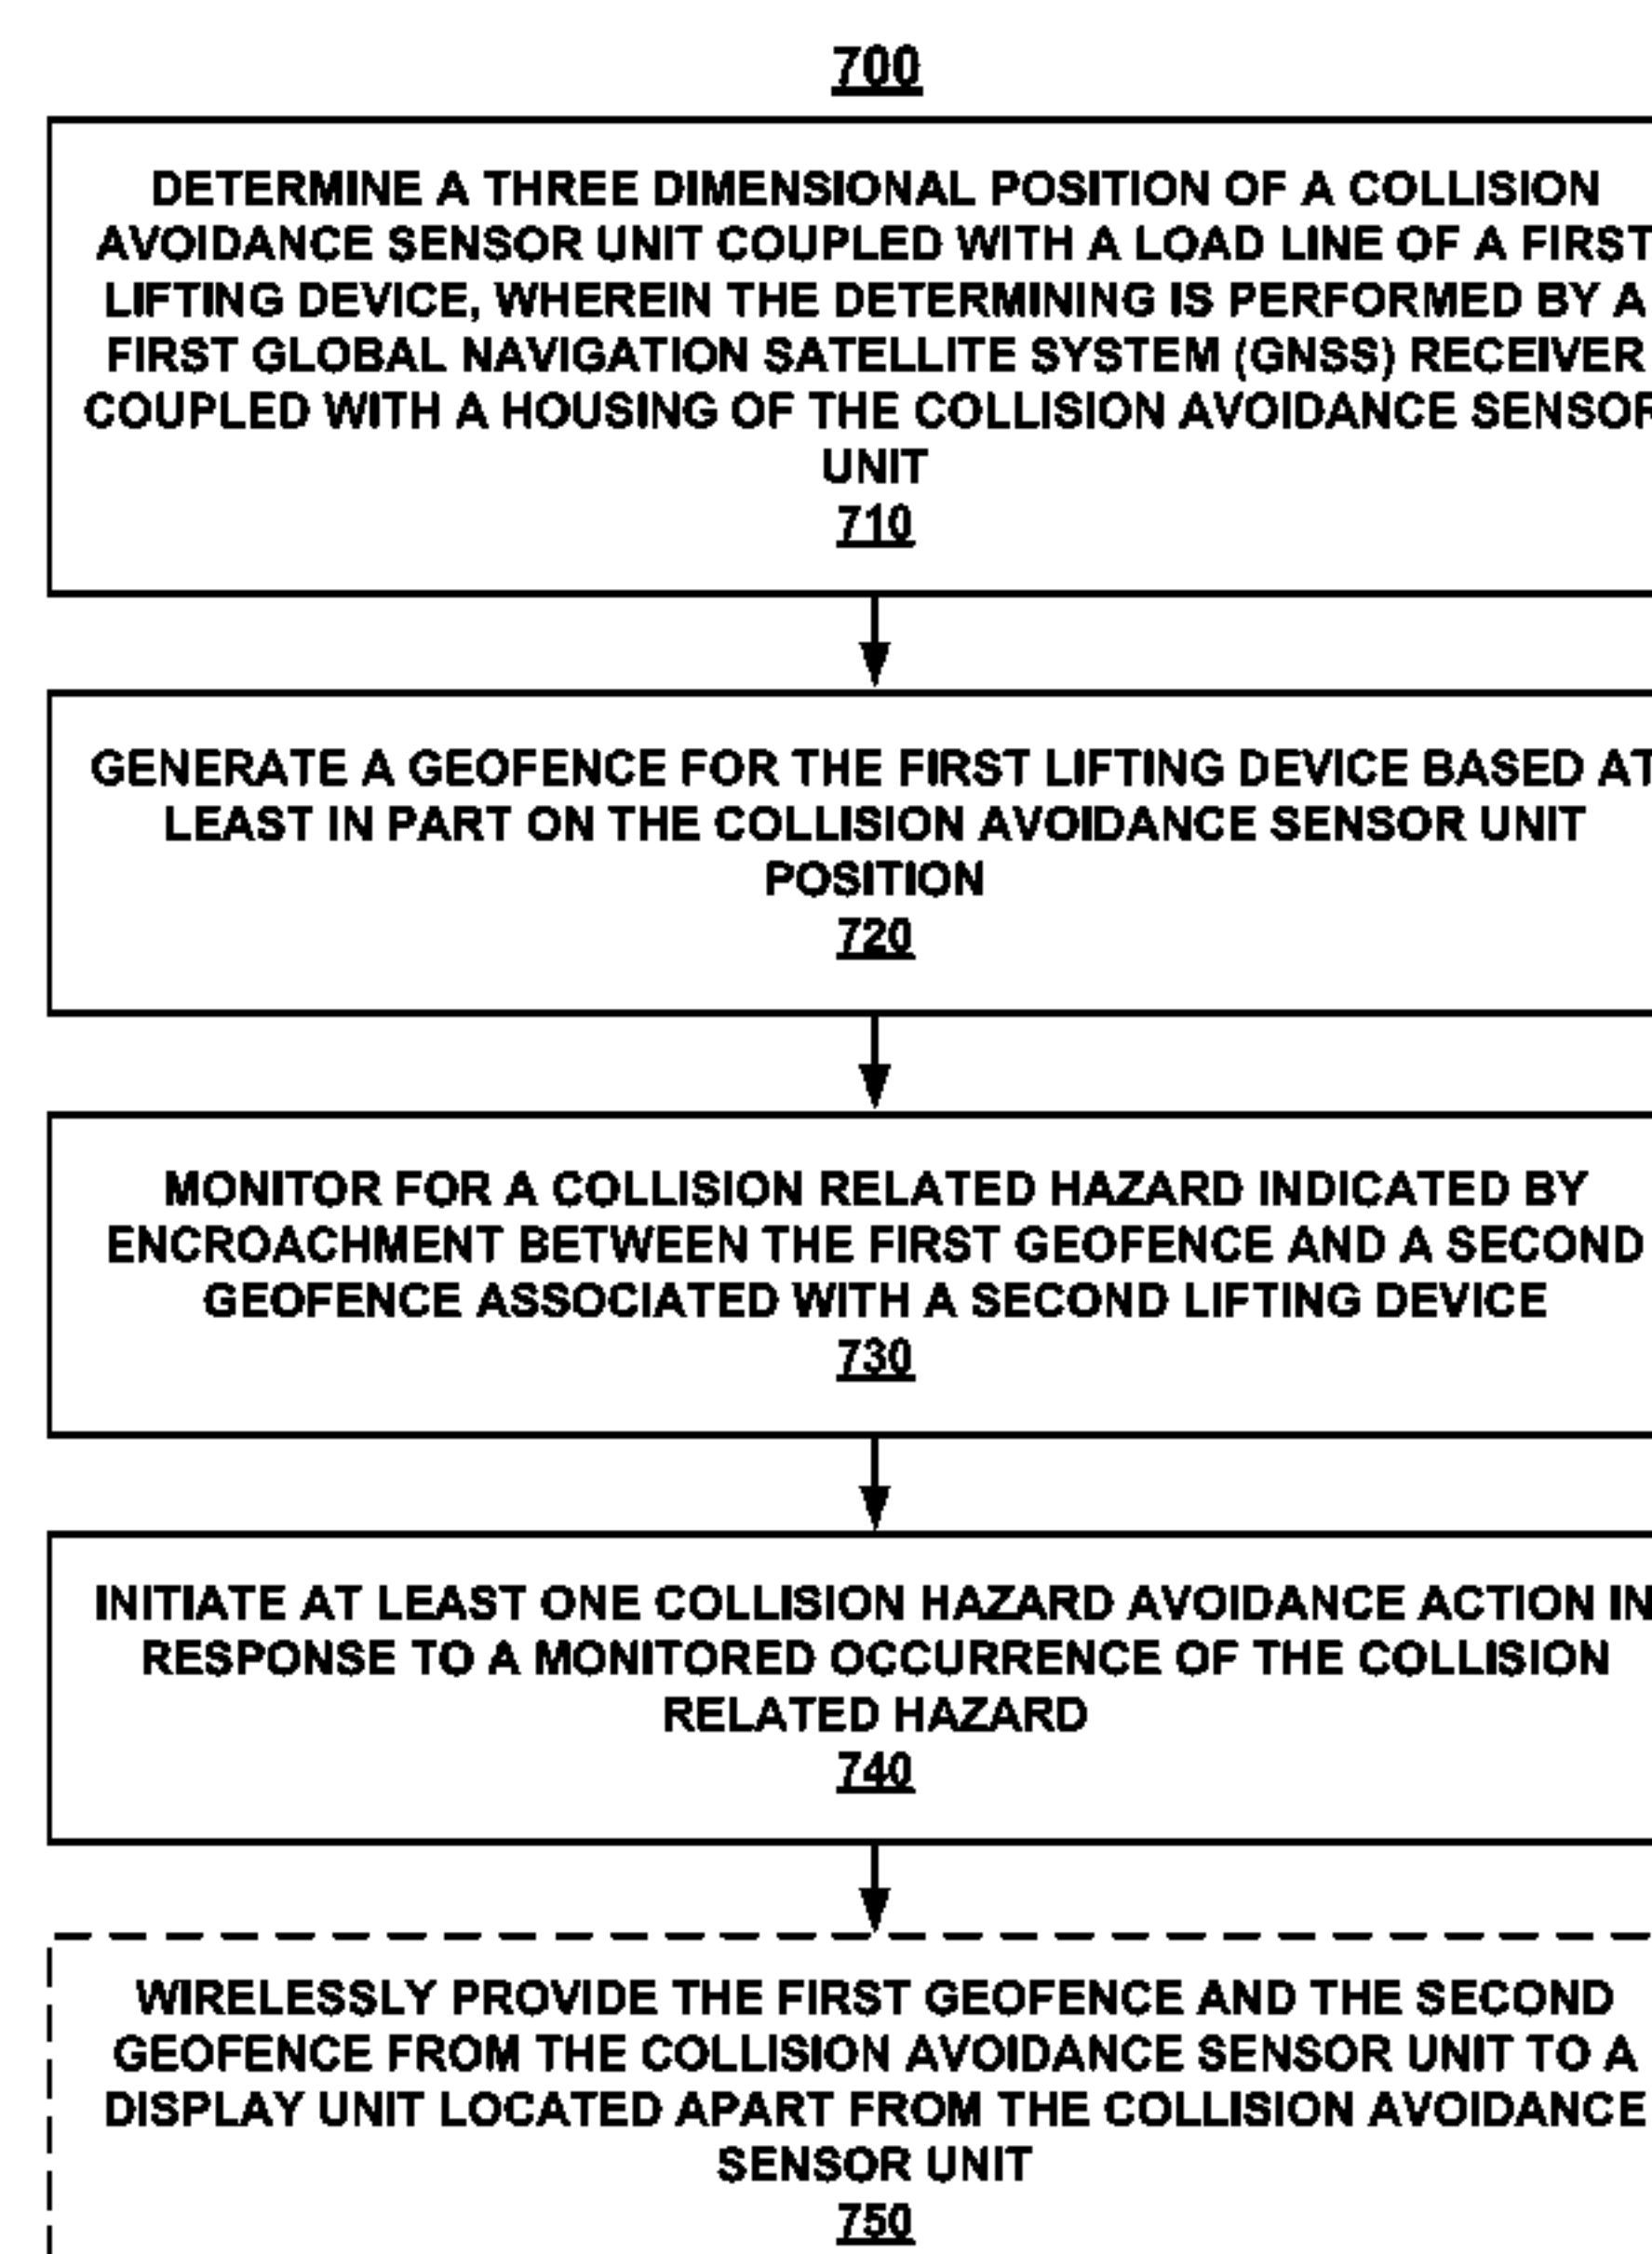 700
DETERMINE A THREE DIMENSIONAL POSITION OF A COLLISION
AVOIDANCE SENSOR UNIT COUPLED WITH A LOAD LINE OF A FIRST
LIFTING DEVICE, WHEREIN THE DETERMINING IS PERFORMED BY A
FIRST GLOBAL NAVIGATION SATELLITE SYSTEM (GNSS) RECEIVER
COUPLED WITH A HOUSING OF THE COLLISION AVOIDANCE SENSOR
UNIT
710
GENERATE A GEOFENCE FOR THE FIRST LIFTING DEVICE BASED AT
LEAST IN PART ON THE COLLISION AVOIDANCE SENSOR UNIT
POSITION
720
MONITOR FOR A COLLISION RELATED HAZARD INDICATED BY
ENCROACHMENT BETWEEN THE FIRST GEOFENCE AND A SECOND
GEOFENCE ASSOCIATED WITH A SECOND LIFTING DEVICE
730
INITIATE AT LEAST ONE COLLISION HAZARD AVOIDANCE ACTION IN
RESPONSE TO A MONITORED OCCURRENCE OF THE COLLISION
RELATED HAZARD
740
WIRELESSLY PROVIDE THE FIRST GEOFENCE AND THE SECOND
GEOFENCE FROM THE COLLISION AVOIDANCE SENSOR UNIT TO A
DISPLAY UNIT LOCATED APART FROM THE COLLISION AVOIDANCE
SENSOR UNIT
750